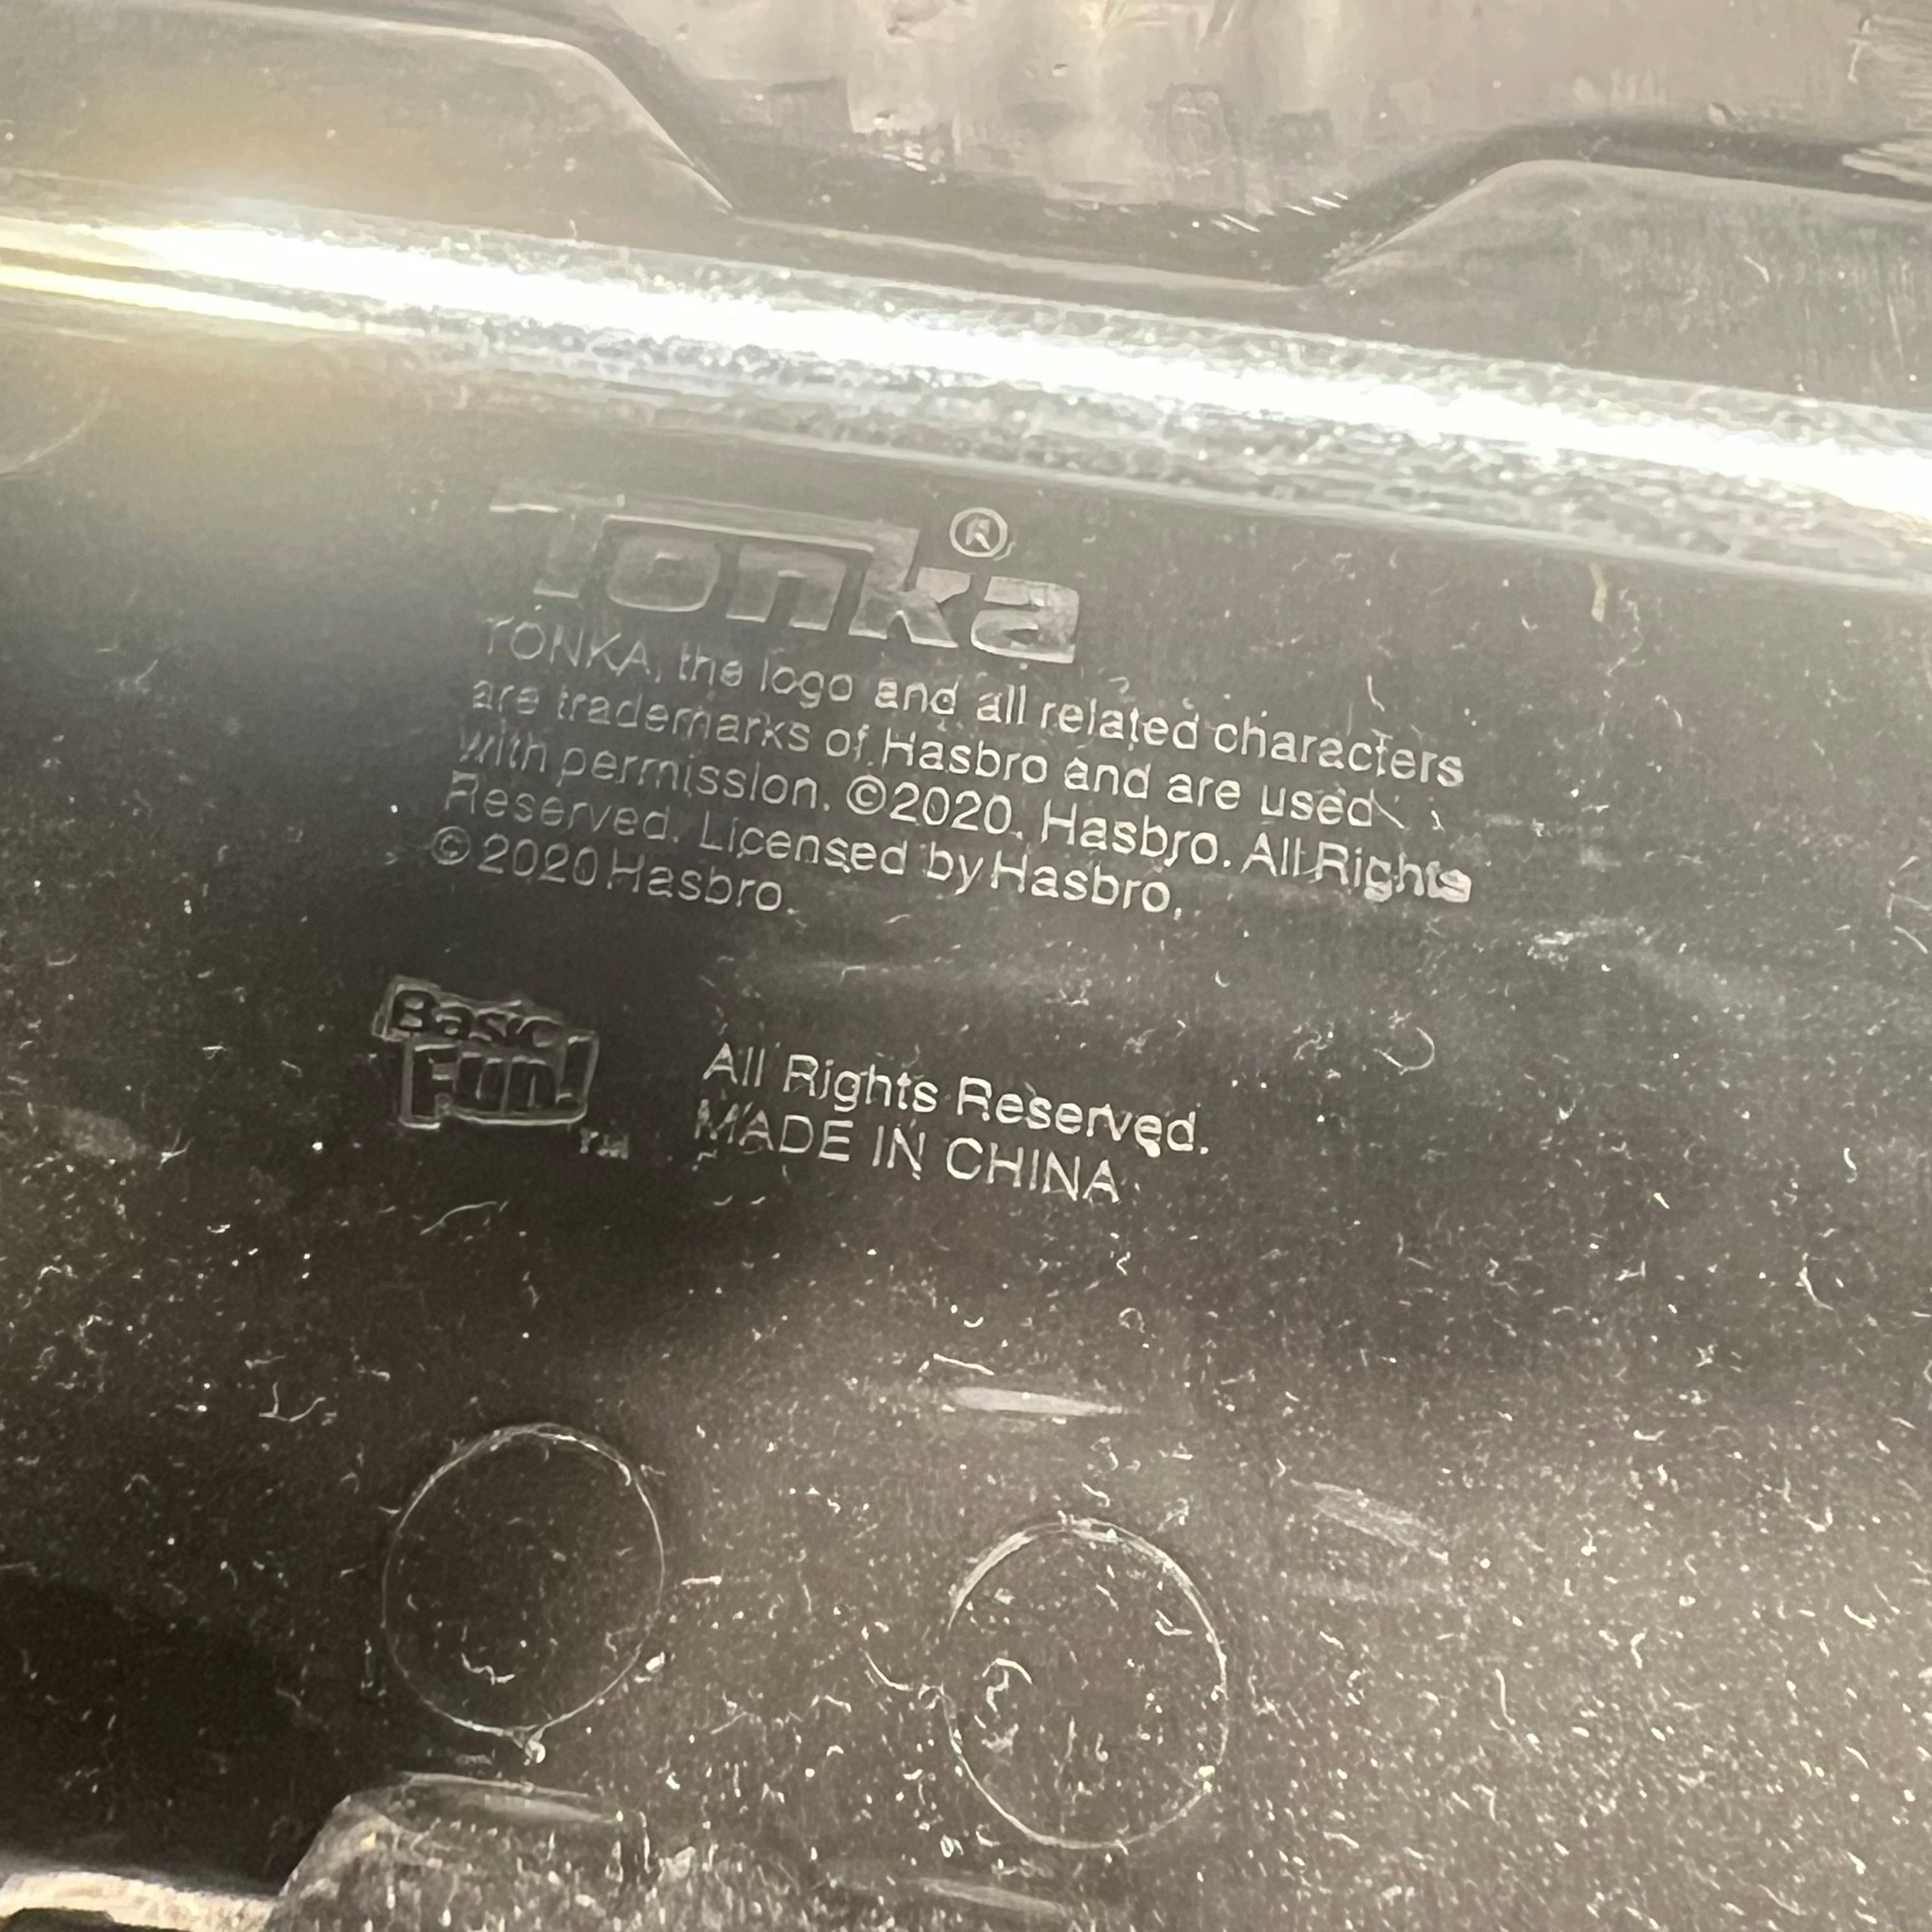 Tonka®
TONKA, the logo and all related characters
are trademarks of Hasbro and are used
with permission. ©2020. Hasbro. All Rights
Reserved. Licensed by Hasbro.
© 2020 Hasbro.
Basic
Fun!
TM
All Rights Reserved.
MADE IN CHINA